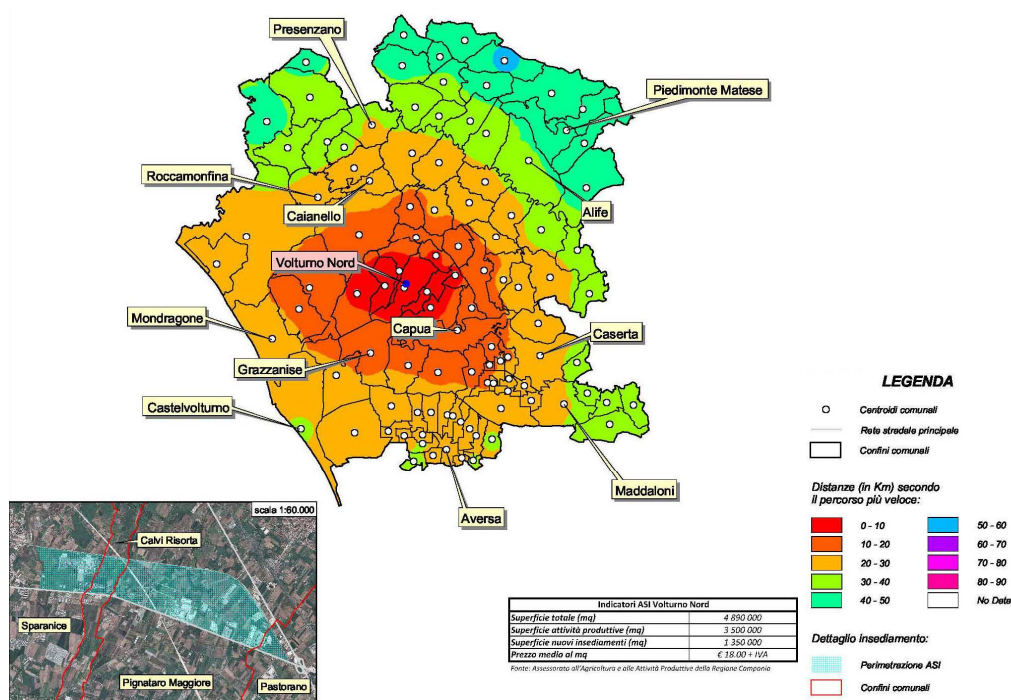 Presenzano
Piedimonte Matese
Roccamonfina
Caianello
Alife
Volturno Nord
Mondragone
Capua
Caserta
Grazzanise
Castelvolturno
Maddaloni
Aversa
scala 1:60.000
Calvi Risorta
Sparanice
Pignataro Maggiore
Pastorano
Indicatori ASI Volturno Nord
Superficie totale (mq) 4 890 000
Superficie attività produttive (mq) 3 500 000
Superficie nuovi insediamenti (mq) 1 350 000
Prezzo medio al mq € 18.00 + IVA
Fonte: Assessorato all'Agricoltura e alle Attività Produttive della Regione Campania
LEGENDA
Centroidi comunali
Rete stradale principale
Confini comunali
Distanze (in Km) secondo
il percorso più veloce:
0 - 10 50 - 60
10 - 20 60 - 70
20 - 30 70 - 80
30 - 40 80 - 90
40 - 50 No Data
Dettaglio insediamento:
Perimetrazione ASI
Confini comunali